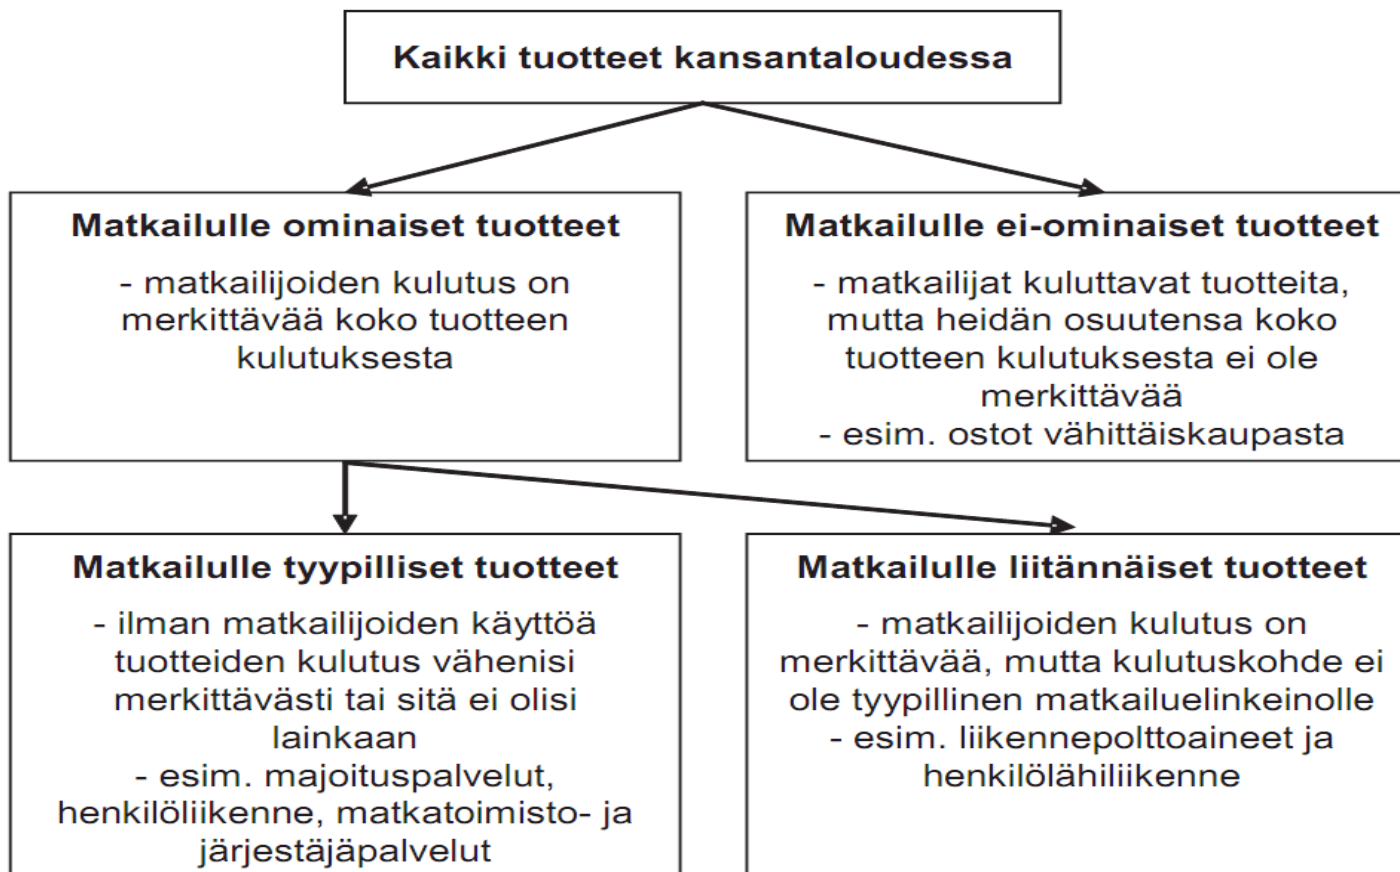 Kaikki tuotteet kansantaloudessa
Matkailulle ominaiset tuotteet
- matkailijoiden kulutus on
merkittävää koko tuotteen
kulutuksesta
Matkailulle ei-ominaiset tuotteet
- matkailijat kuluttavat tuotteita,
mutta heidän osuutensa koko
tuotteen kulutuksesta ei ole
merkittävää
- esim. ostot vähittäiskaupasta
Matkailulle tyypilliset tuotteet
- ilman matkailijoiden käyttöä
tuotteiden kulutus vähenisi
merkittävästi tai sitä ei olisi
lainkaan
- esim. majoituspalvelut,
henkilöliikenne, matkatoimisto- ja
järjestäjäpalvelut
Matkailulle liitännäiset tuotteet
- matkailijoiden kulutus on
merkittävää, mutta kulutuskohde ei
ole tyypillinen matkailuelinkeinolle
- esim. liikennepolttoaineet ja
henkilölähiliikenne